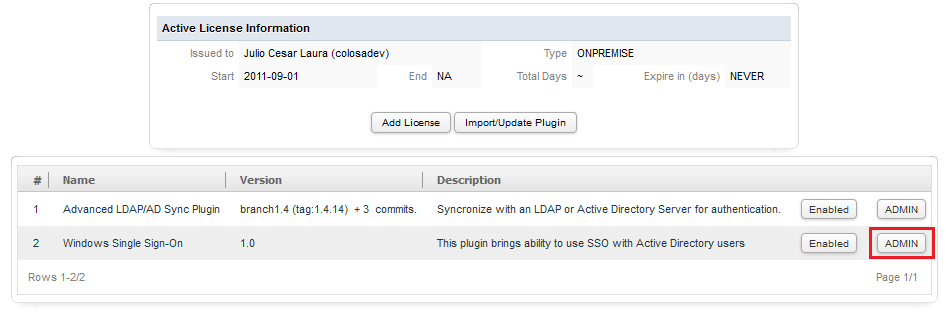 Active License Information
Issued to Julio Cesar Laura (colosadev) Type ONPREMISE
Start 2011-09-01 End NA Total Days ~ Expire in (days) NEVER
Add License Import/Update Plugin
# Name Version Description
1 Advanced LDAP/AD Sync Plugin branch1.4 (tag:1.4.14) + 3 commits. Syncronize with an LDAP or Active Directory Server for authentication. Enabled ADMIN
2 Windows Single Sign-On 1.0 This plugin brings ability to use SSO with Active Directory users Enabled ADMIN
Rows 1-2/2 Page 1/1